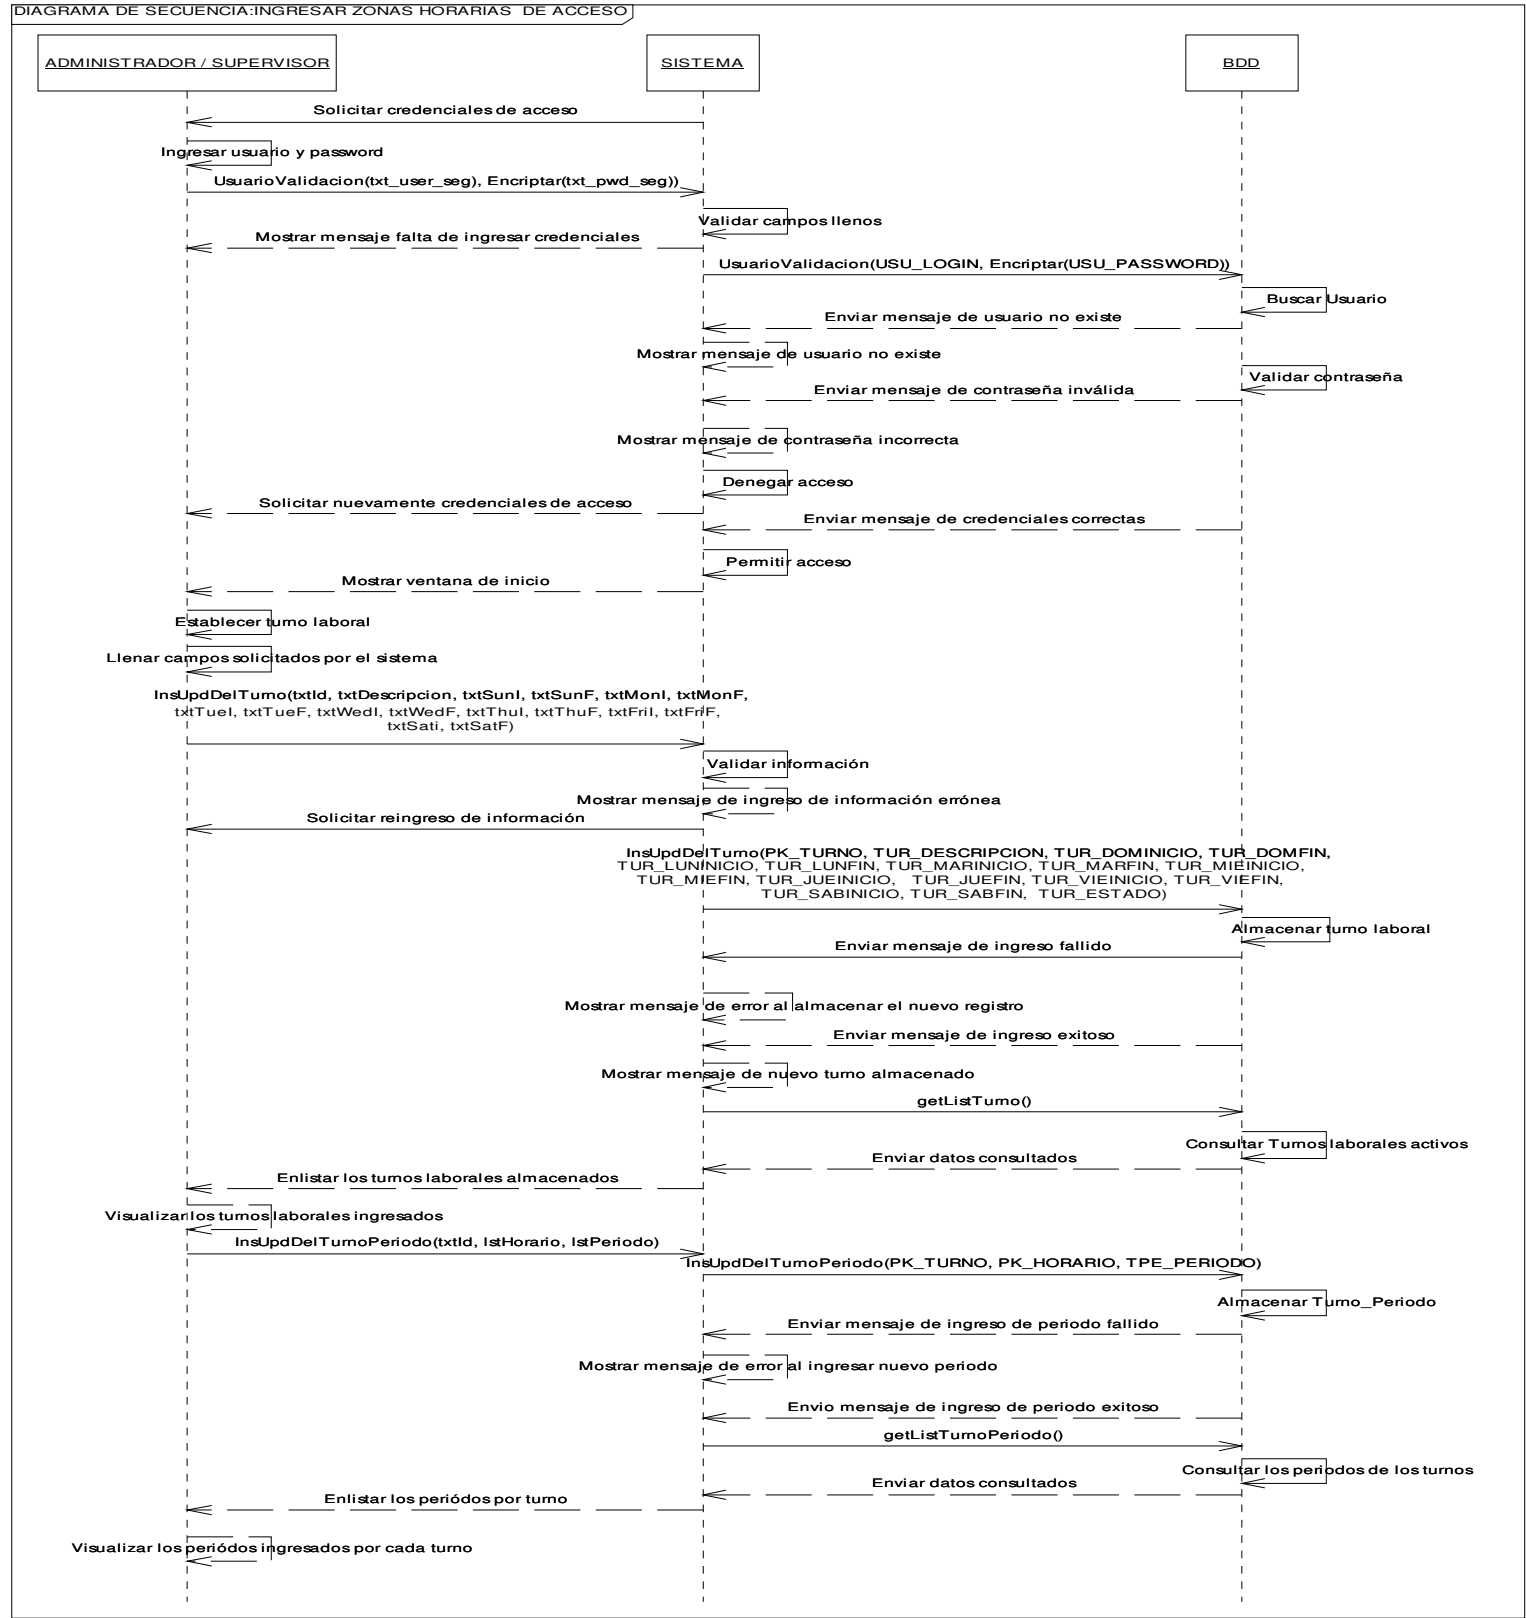 DIAGRAMA DE SECUENCIA:INGRESAR ZONAS HORARIAS DE ACCESO
ADMINISTRADOR / SUPERVISOR
SISTEMA
BDD
Solicitar credenciales de acceso
Ingresar usuario y password
UsuarioValidacion(txt_user_seg), Encriptar(txt_pwd_seg))
Validar campos llenos
Mostrar mensaje falta de ingresar credenciales
UsuarioValidacion(USU_LOGIN, Encriptar(USU_PASSWORD))
Buscar Usuario
Enviar mensaje de usuario no existe
Mostrar mensaje de usuario no existe
Validar contraseña
Enviar mensaje de contraseña inválida
Mostrar mensaje de contraseña incorrecta
Denegar acceso
Solicitar nuevamente credenciales de acceso
Enviar mensaje de credenciales correctas
Permitir acceso
Mostrar ventana de inicio
Establecer turno laboral
Llenar campos solicitados por el sistema
InsUpdDelTurno(txtId, txtDescripcion, txtSunI, txtSunF, txtMonI, txtMonF,
txtTueI, txtTueF, txtWedI, txtWedF, txtThuI, txtThuF, txtFriI, txtFriF,
txtSati, txtSatF)
Validar información
Mostrar mensaje de ingreso de información errónea
Solicitar reingreso de información
InsUpdDelTurno(PK_TURNO, TUR_DESCRIPCION, TUR_DOMINICIO, TUR_DOMFIN,
TUR_LUNINICIO, TUR_LUNFIN, TUR_MARINICIO, TUR_MARFIN, TUR_MIEINICIO,
TUR_MIEFIN, TUR_JUEINICIO, TUR_JUEFIN, TUR_VIEINICIO, TUR_VIEFIN,
TUR_SABINICIO, TUR_SABFIN, TUR_ESTADO)
Almacenar turno laboral
Enviar mensaje de ingreso fallido
Mostrar mensaje de error al almacenar el nuevo registro
Enviar mensaje de ingreso exitoso
Mostrar mensaje de nuevo turno almacenado
getListTurno()
Consultar Turnos laborales activos
Enviar datos consultados
Enlistar los turnos laborales almacenados
Visualizar los turnos laborales ingresados
InsUpdDelTurnoPeriodo(txtId, lstHorario, lstPeriodo)
InsUpdDelTurnoPeriodo(PK_TURNO, PK_HORARIO, TPE_PERIODO)
Almacenar Turno_Periodo
Enviar mensaje de ingreso de periodo fallido
Mostrar mensaje de error al ingresar nuevo periodo
Envio mensaje de ingreso de periodo exitoso
getListTurnoPeriodo()
Consultar los periodos de los turnos
Enviar datos consultados
Enlistar los periódos por turno
Visualizar los periódos ingresados por cada turno